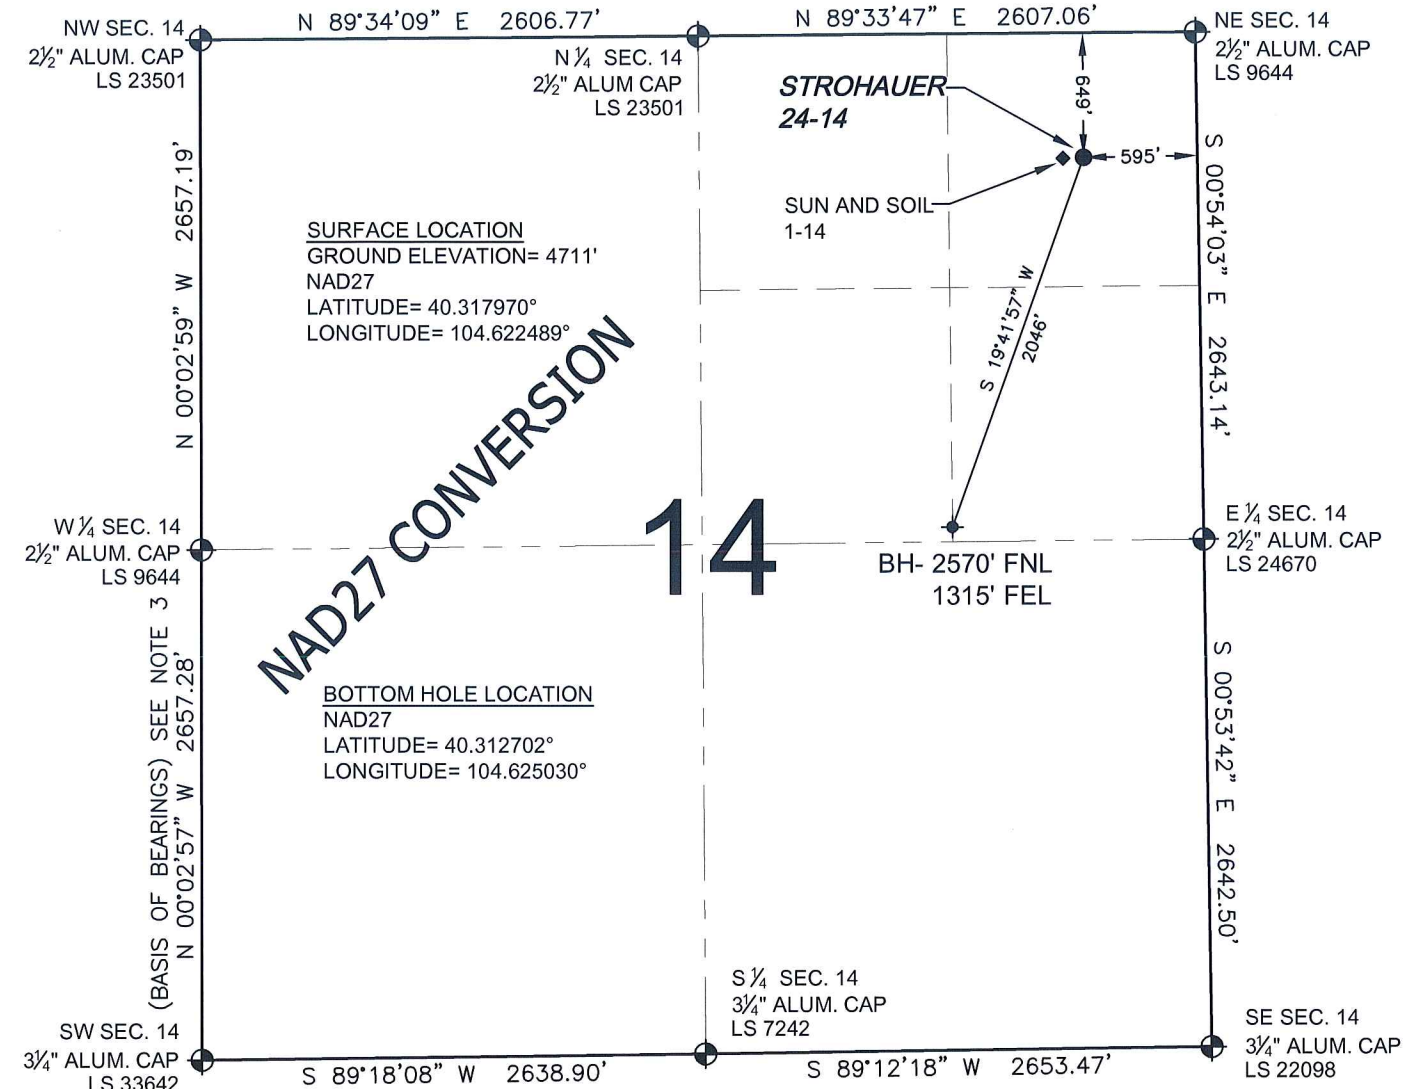 N 89°34'09" E 2606.77'
N 89°33'47" E 2607.06'
NW SEC. 14
2½" ALUM. CAP
LS 23501
N ¼ SEC. 14
2½" ALUM CAP
LS 23501
NE SEC. 14
2½" ALUM. CAP
LS 9644
STROHAUER
24-14
649'
595'
SUN AND SOIL
1-14
N 00°02'59" W 2657.19'
SURFACE LOCATION
GROUND ELEVATION= 4711'
NAD27
LATITUDE= 40.317970°
LONGITUDE= 104.622489°
S 00°54'03" E 2643.14'
S 19°41'57" W
2046'
NAD27 CONVERSION
14
W ¼ SEC. 14
2½" ALUM. CAP
LS 9644
E ¼ SEC. 14
2½" ALUM. CAP
LS 24670
BH- 2570' FNL
1315' FEL
(BASIS OF BEARINGS) SEE NOTE 3
N 00°02'57" W 2657.28'
BOTTOM HOLE LOCATION
NAD27
LATITUDE= 40.312702°
LONGITUDE= 104.625030°
S 00°53'42" E 2642.50'
S ¼ SEC. 14
3¼" ALUM. CAP
LS 7242
SW SEC. 14
3¼" ALUM. CAP
LS 33642
SE SEC. 14
3¼" ALUM. CAP
LS 22098
S 89°18'08" W 2638.90'
S 89°12'18" W 2653.47'